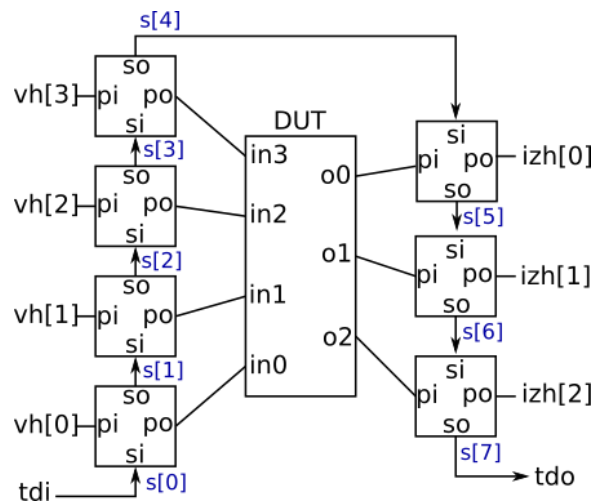 s[4]
so
vh[3] pi po
si
s[3]
so
vh[2] pi po
si
s[2]
so
vh[1] pi po
si
s[1]
so
vh[0] pi po
si
s[0]
tdi
DUT
in3
in2
in1
in0
o0
o1
o2
si
pi po izh[0]
so
s[5]
si
pi po izh[1]
so
s[6]
si
pi po izh[2]
so
s[7]
tdo